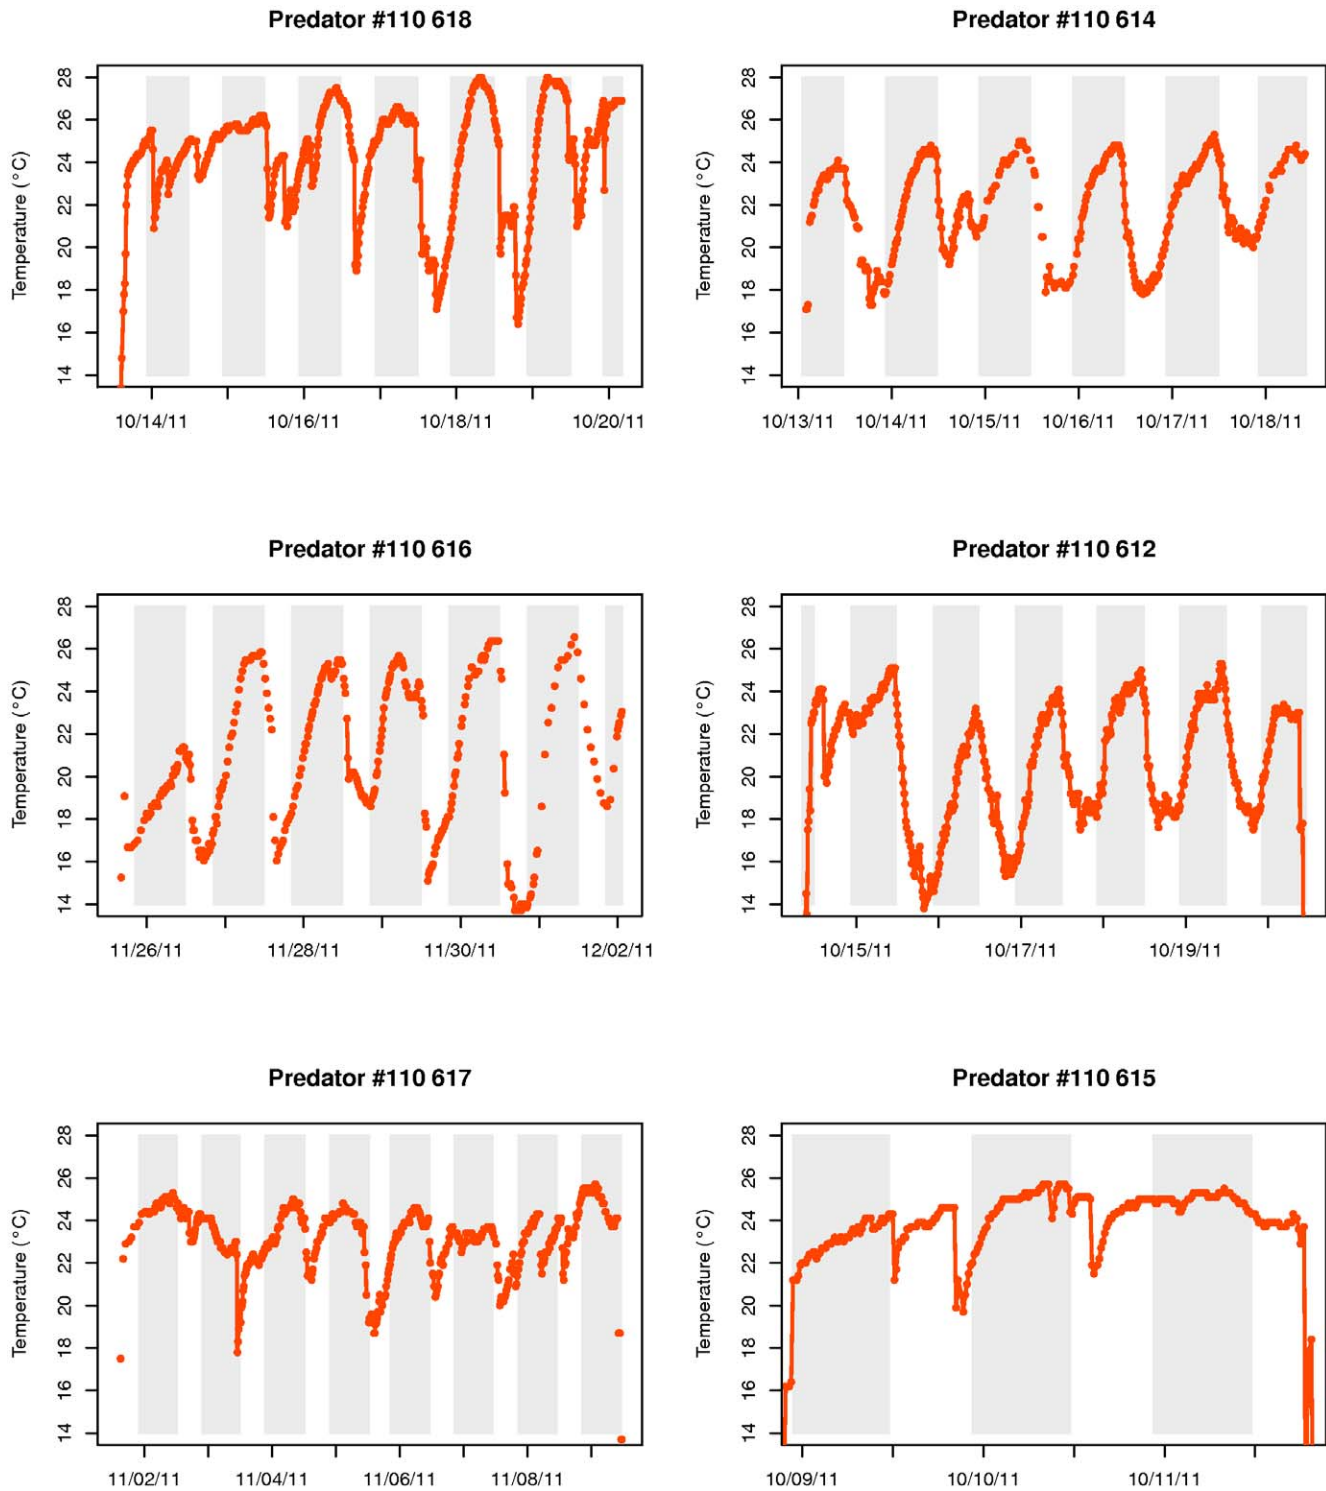 Predator #110 618
Temperature (°C)
28
26
24
22
20
18
16
14
10/14/11 10/16/11 10/18/11 10/20/11
Predator #110 614
Temperature (°C)
28
26
24
22
20
18
16
14
10/13/11 10/14/11 10/15/11 10/16/11 10/17/11 10/18/11
Predator #110 616
Temperature (°C)
28
26
24
22
20
18
16
14
11/26/11 11/28/11 11/30/11 12/02/11
Predator #110 612
Temperature (°C)
28
26
24
22
20
18
16
14
10/15/11 10/17/11 10/19/11
Predator #110 617
Temperature (°C)
28
26
24
22
20
18
16
14
11/02/11 11/04/11 11/06/11 11/08/11
Predator #110 615
Temperature (°C)
28
26
24
22
20
18
16
14
10/09/11 10/10/11 10/11/11